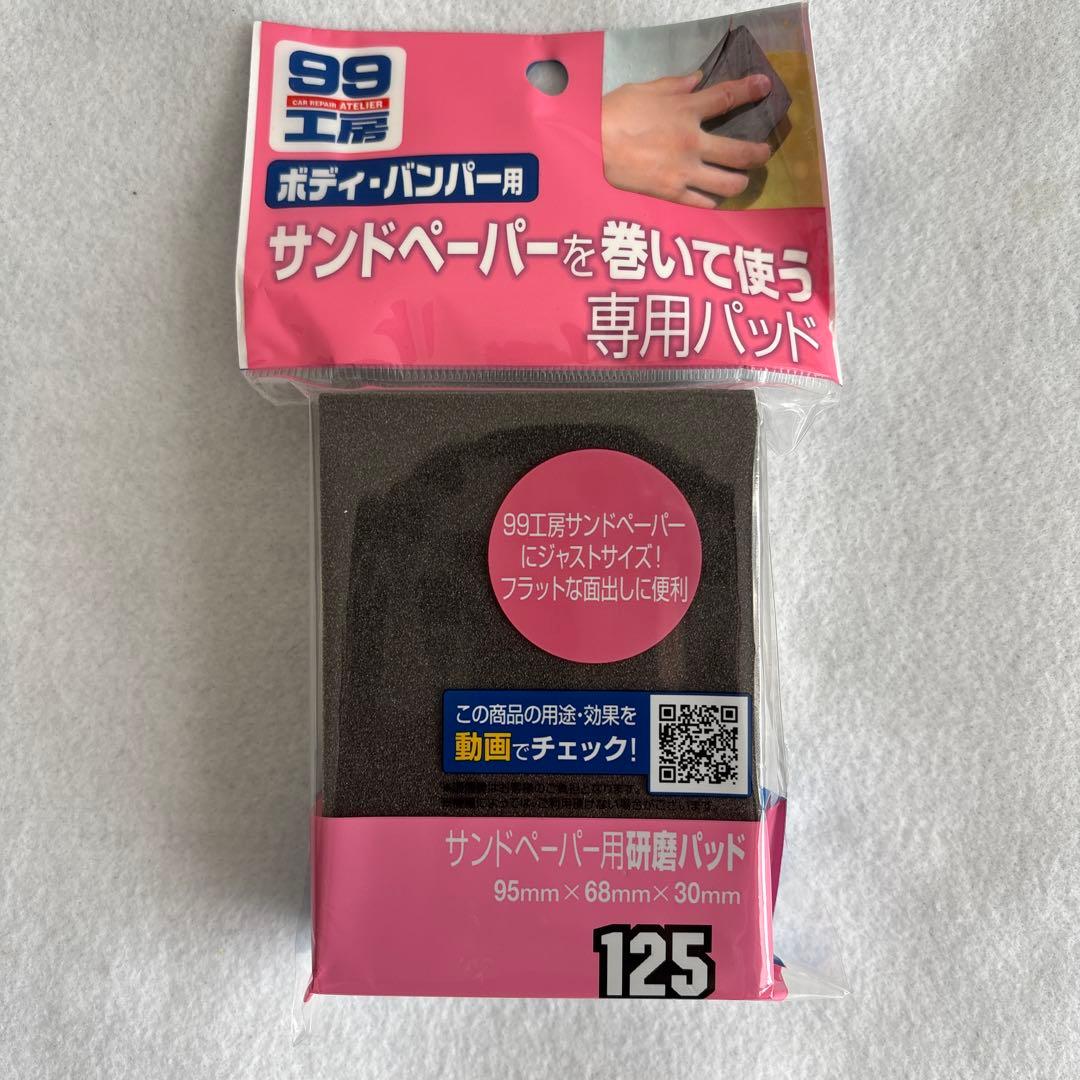 99
CAR REPAIR ATELIER
工房
ボディ・バンパー用
サンドペーパーを巻いて使う
専用パッド
99工房サンドペーパー
にジャストサイズ！
フラットな面出しに便利
この商品の用途・効果を
動画でチェック！
サンドペーパー用研磨パッド
95mm×68mm×30mm
125